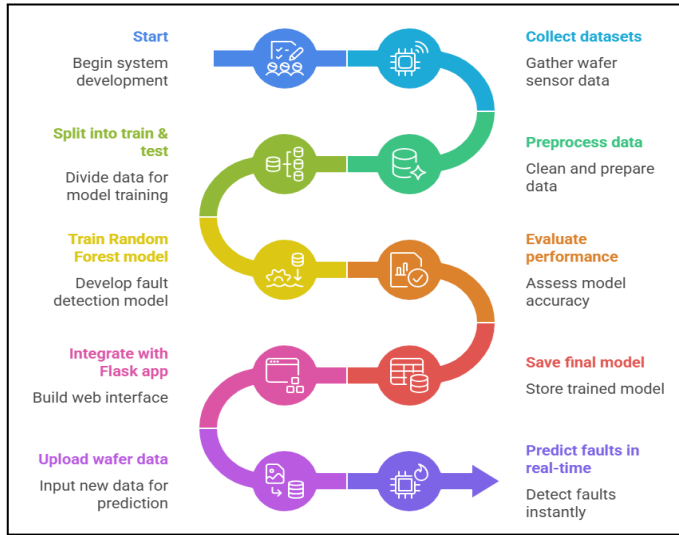 Start
Begin system
development
Collect datasets
Gather wafer
sensor data
Preprocess data
Clean and prepare
data
Split into train &
test
Divide data for
model training
Train Random
Forest model
Develop fault
detection model
Evaluate
performance
Assess model
accuracy
Save final model
Store trained model
Integrate with
Flask app
Build web interface
Upload wafer data
Input new data for
prediction
Predict faults in
real-time
Detect faults
instantly